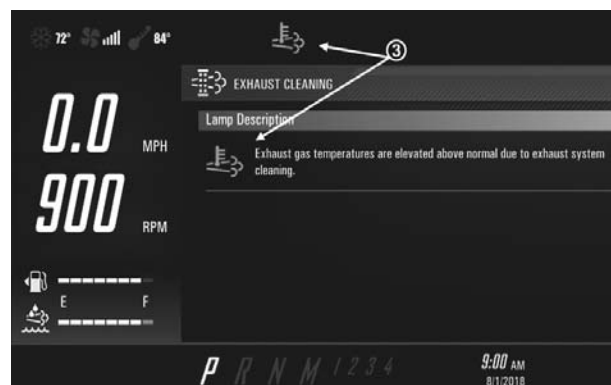 72° 84°
3
EXHAUST CLEANING
Lamp Description
0.0 MPH
Exhaust gas temperatures are elevated above normal due to exhaust system
cleaning.
900 RPM
E F
P R N M 1 2 3 4
9:00 AM
8/1/2018